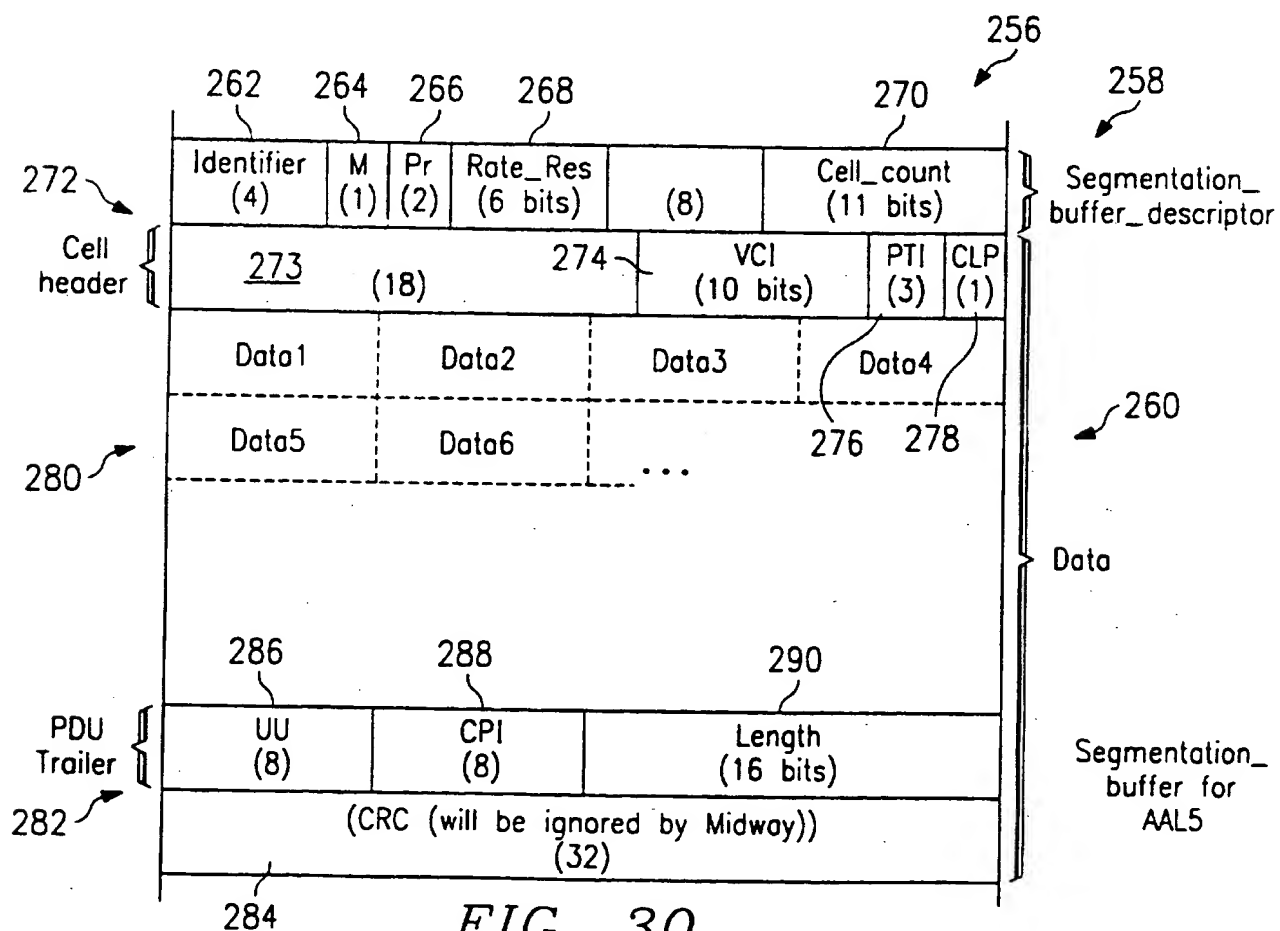 256
262 264 266 268 270 258
Identifier (4)
M (1)
Pr (2)
Rate_Res (6 bits)
(8)
Cell_count (11 bits)
Segmentation_
buffer_descriptor
272
Cell
header
273
(18)
274
VCI
(10 bits)
PTI
(3)
CLP
(1)
Data1 Data2 Data3 Data4
276 278
260
280
Data5 Data6 ...
Data
286 288 290
PDU
Trailer
UU
(8)
CPI
(8)
Length
(16 bits)
Segmentation_
buffer for
AAL5
282
(CRC (will be ignored by Midway))
(32)
284
FIG. 30